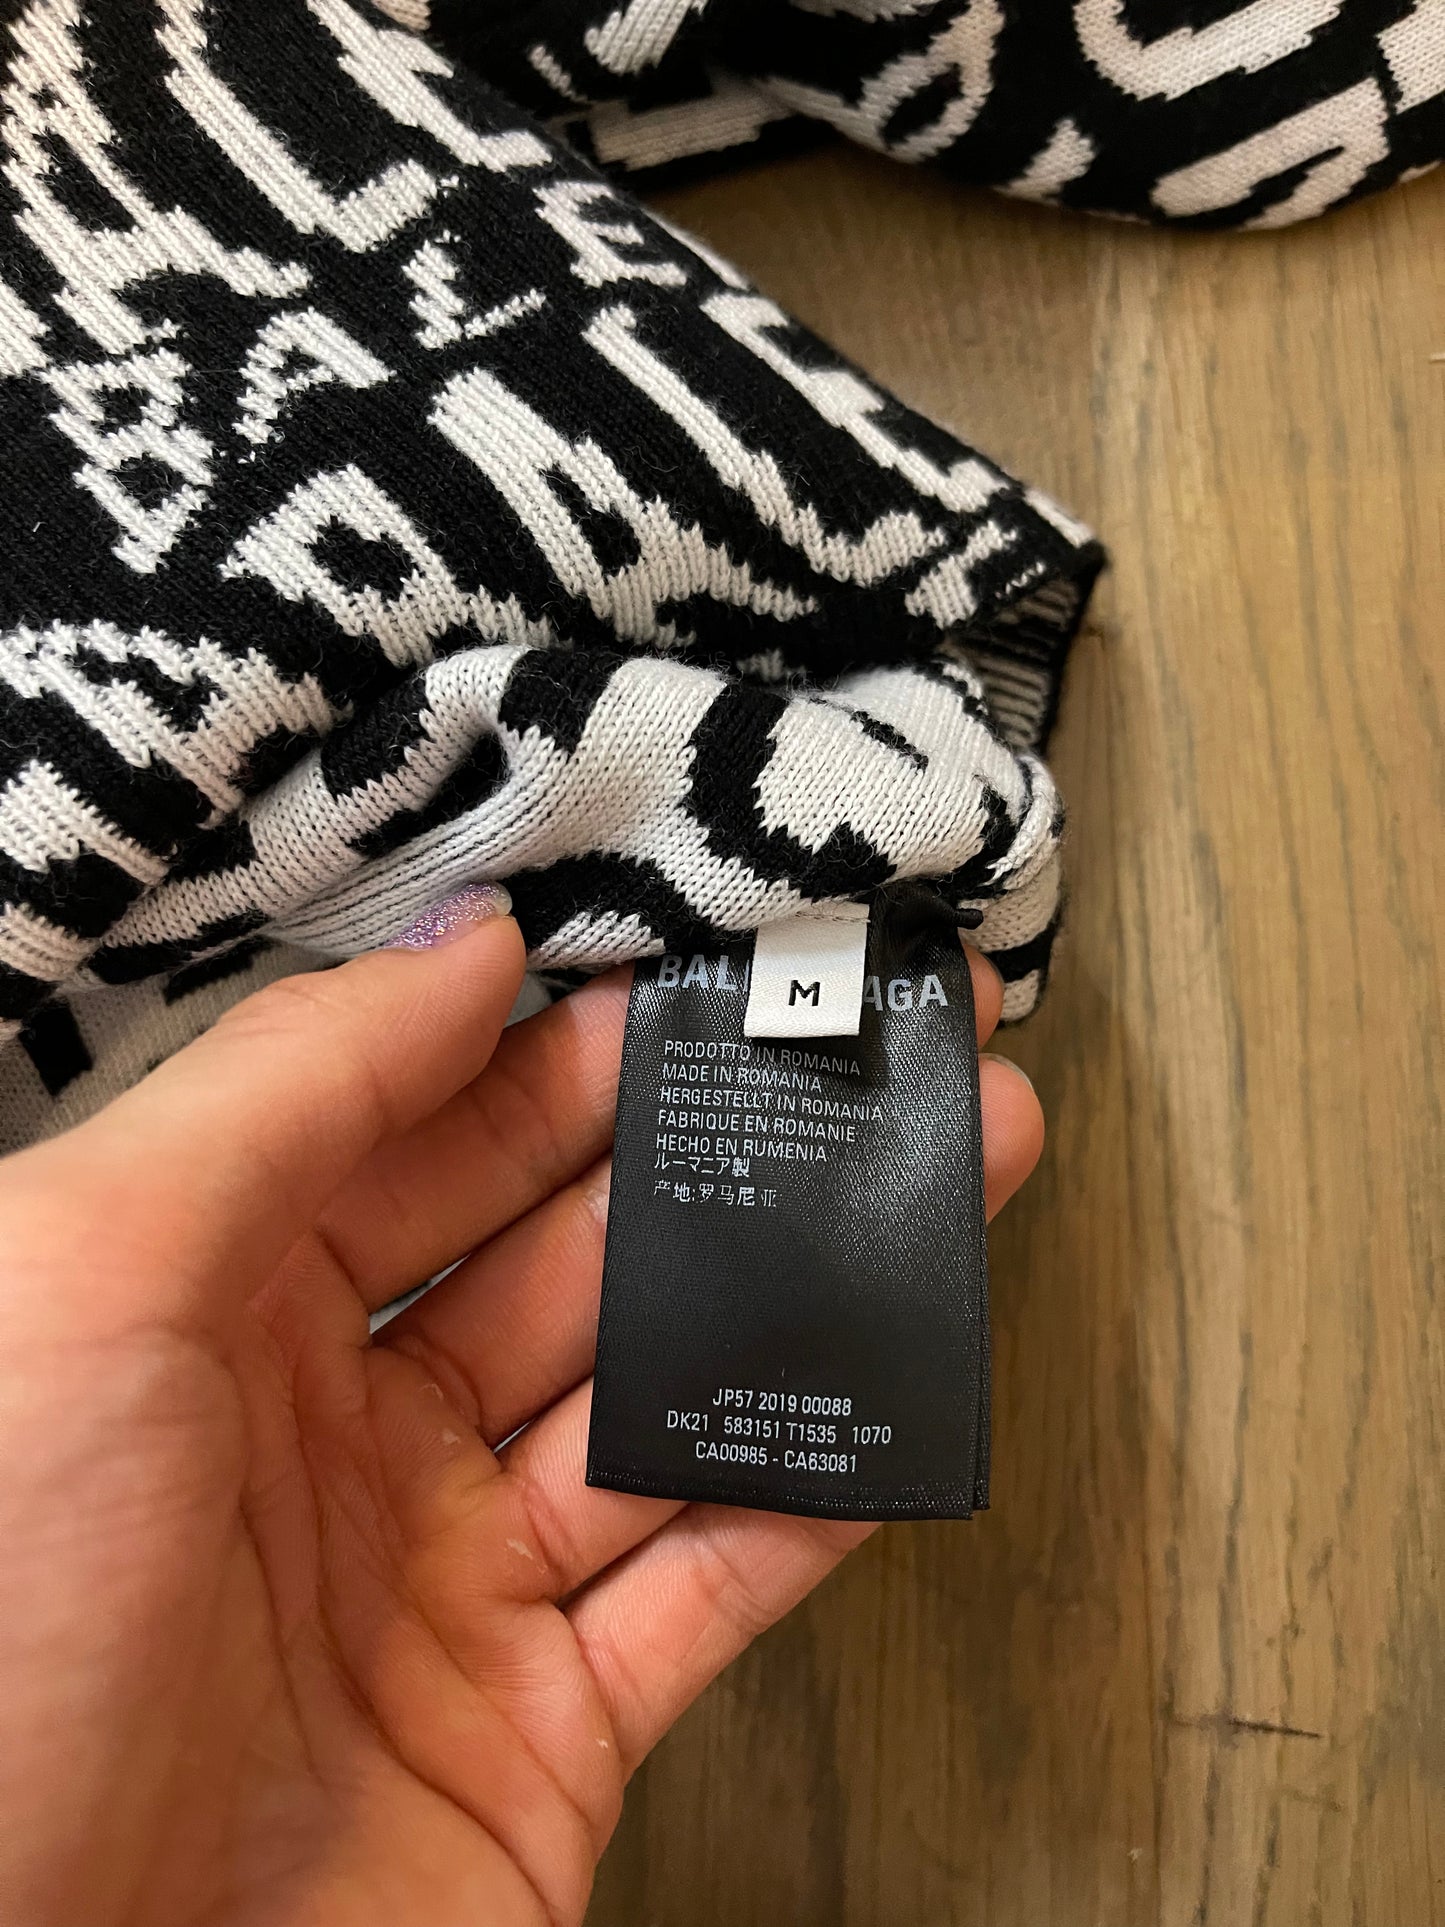 BAL AGA
M
PRODOTTO IN ROMANIA
MADE IN ROMANIA
HERGESTELLT IN ROMANIA
FABRIQUE EN ROMANIE
HECHO EN RUMENIA
ルーマニア製
产地:罗马尼亚
JP57 2019 00088
DK21 583151 T1535 1070
CA00985 - CA63081
BAL